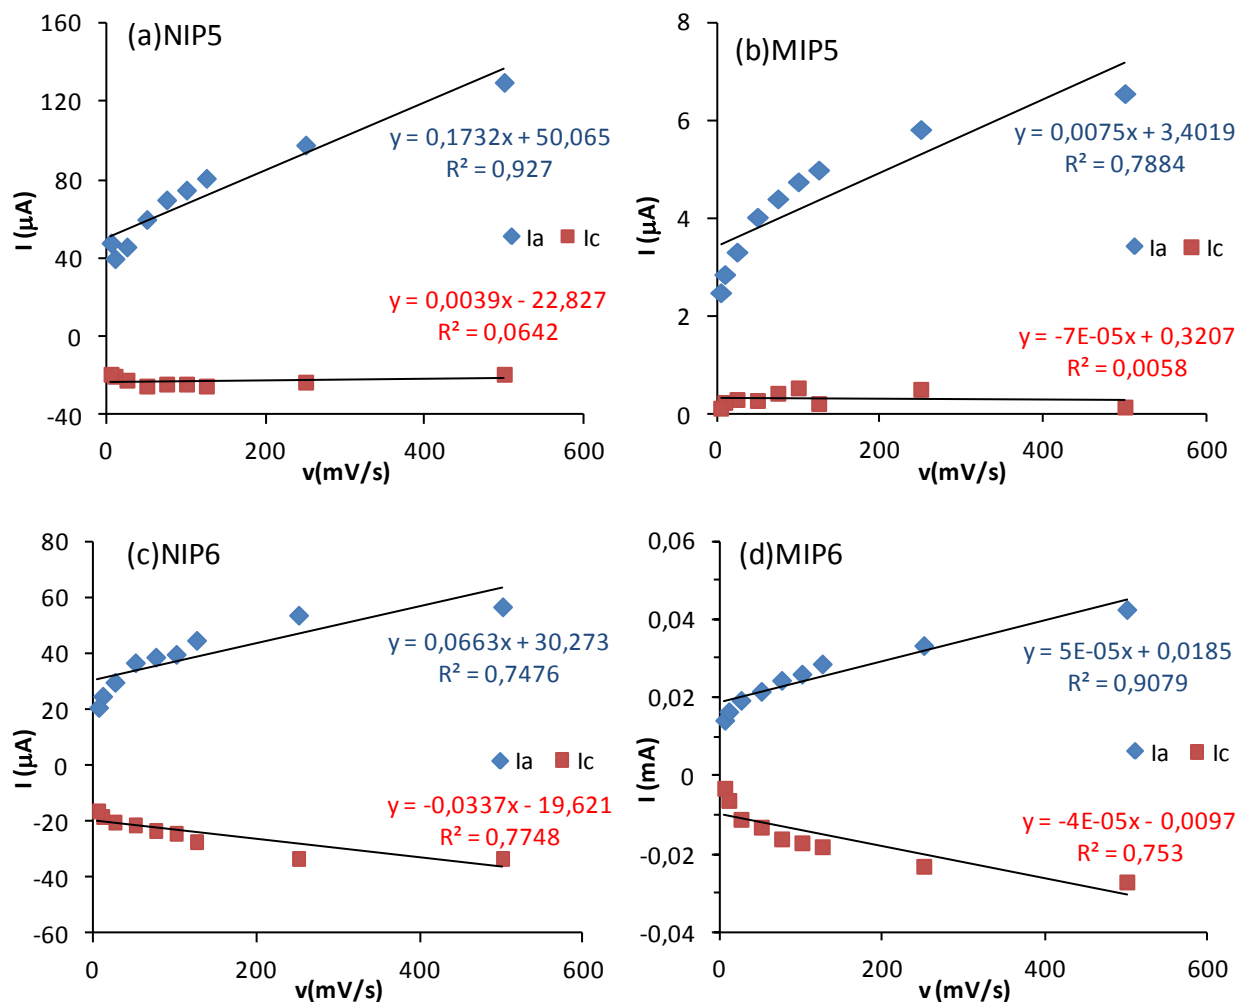 (a)NIP5
160
120
80
40
0
-40
I (µA)
y = 0,1732x + 50,065
R² = 0,927
Ia Ic
y = 0,0039x - 22,827
R² = 0,0642
0 200 400 600
v(mV/s)
(b)MIP5
8
6
4
2
0
I (µA)
y = 0,0075x + 3,4019
R² = 0,7884
Ia Ic
y = -7E-05x + 0,3207
R² = 0,0058
0 200 400 600
v(mV/s)
(c)NIP6
80
60
40
20
0
-20
-40
-60
I (µA)
y = 0,0663x + 30,273
R² = 0,7476
Ia Ic
y = -0,0337x - 19,621
R² = 0,7748
0 200 400 600
v(mV/s)
(d)MIP6
0,06
0,04
0,02
0
-0,02
-0,04
I (mA)
y = 5E-05x + 0,0185
R² = 0,9079
Ia Ic
y = -4E-05x - 0,0097
R² = 0,753
0 200 400 600
v (mV/s)